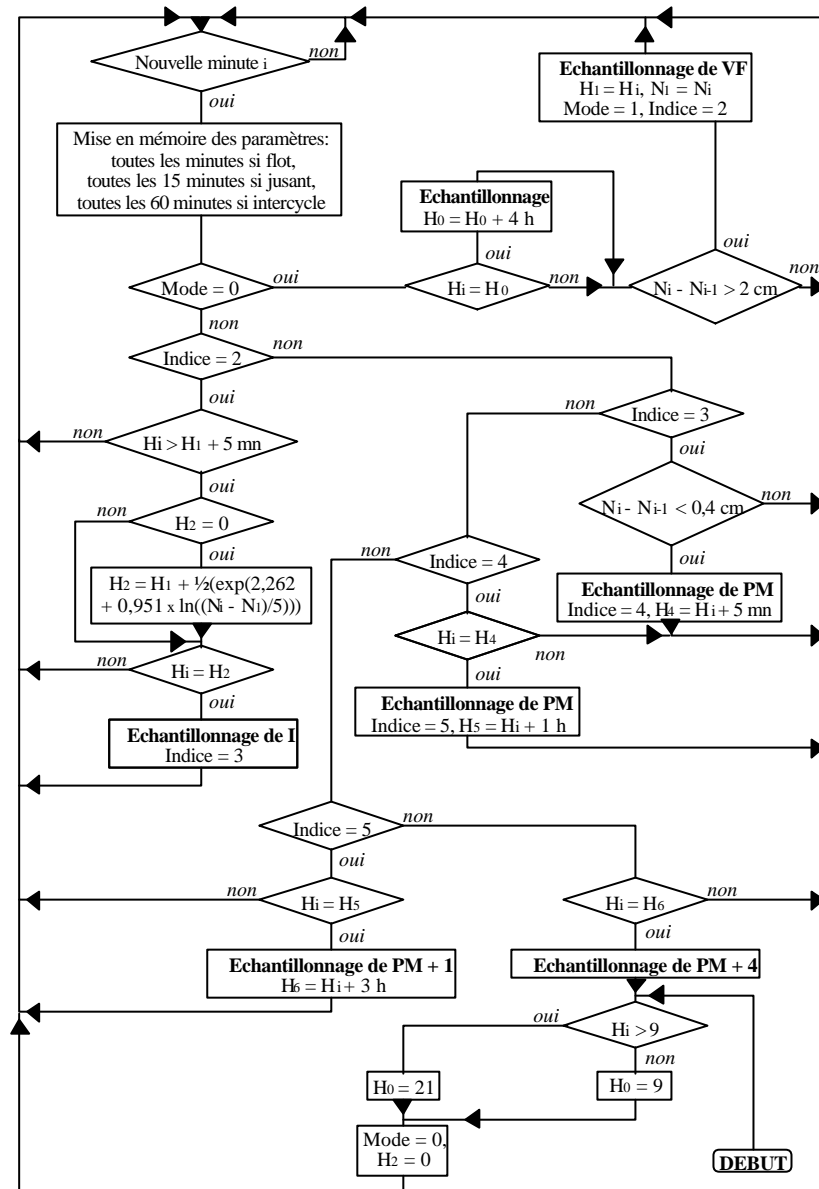 Nouvelle minute i
non
oui
Echantillonnage de VF
H1 = Hi, N1 = Ni
Mode = 1, Indice = 2
Mise en mémoire des paramètres:
toutes les minutes si flot,
toutes les 15 minutes si jusant,
toutes les 60 minutes si intercycle
Echantillonnage
H0 = H0 + 4 h
oui
oui
Mode = 0
oui
Hi = H0
non
Ni - Ni-1 > 2 cm
non
non
Indice = 2
non
oui
non
Indice = 3
oui
non
Hi > H1 + 5 mn
oui
Ni - Ni-1 < 0,4 cm
non
oui
non
H2 = 0
oui
non
Indice = 4
oui
H2 = H1 + ½(exp(2,262
+ 0,951 x ln((Ni - N1)/5)))
Echantillonnage de PM
Indice = 4, H4 = Hi + 5 mn
Hi = H4
non
oui
non
Hi = H2
oui
Echantillonnage de PM
Indice = 5, H5 = Hi + 1 h
Echantillonnage de I
Indice = 3
Indice = 5
non
oui
non
Hi = H5
oui
Hi = H6
non
oui
Echantillonnage de PM + 1
H6 = Hi + 3 h
Echantillonnage de PM + 4
oui
Hi > 9
non
H0 = 21
H0 = 9
Mode = 0,
H2 = 0
DEBUT